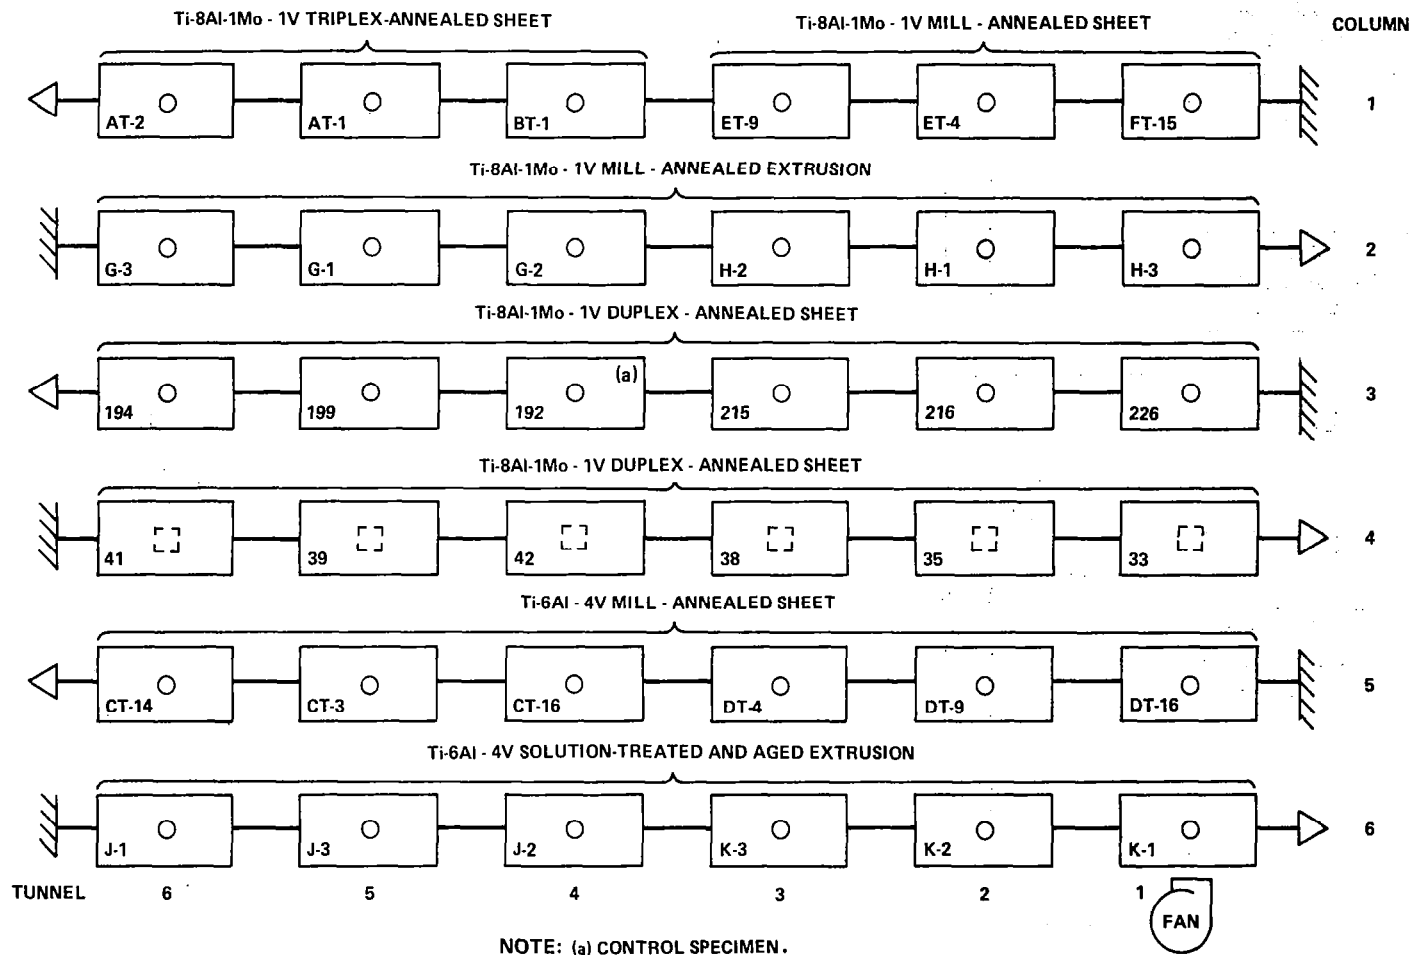 Ti-8Al-1Mo - 1V TRIPLEX-ANNEALED SHEET
Ti-8Al-1Mo - 1V MILL - ANNEALED SHEET
COLUMN
AT-2 AT-1 BT-1 ET-9 ET-4 FT-15 1
Ti-8Al-1Mo - 1V MILL - ANNEALED EXTRUSION
G-3 G-1 G-2 H-2 H-1 H-3 2
Ti-8Al-1Mo - 1V DUPLEX - ANNEALED SHEET
(a)
194 199 192 215 216 226 3
Ti-8Al-1Mo - 1V DUPLEX - ANNEALED SHEET
41 39 42 38 35 33 4
Ti-6Al - 4V MILL - ANNEALED SHEET
CT-14 CT-3 CT-16 DT-4 DT-9 DT-16 5
Ti-6Al - 4V SOLUTION-TREATED AND AGED EXTRUSION
J-1 J-3 J-2 K-3 K-2 K-1 6
TUNNEL 6 5 4 3 2 1
FAN
NOTE: (a) CONTROL SPECIMEN.